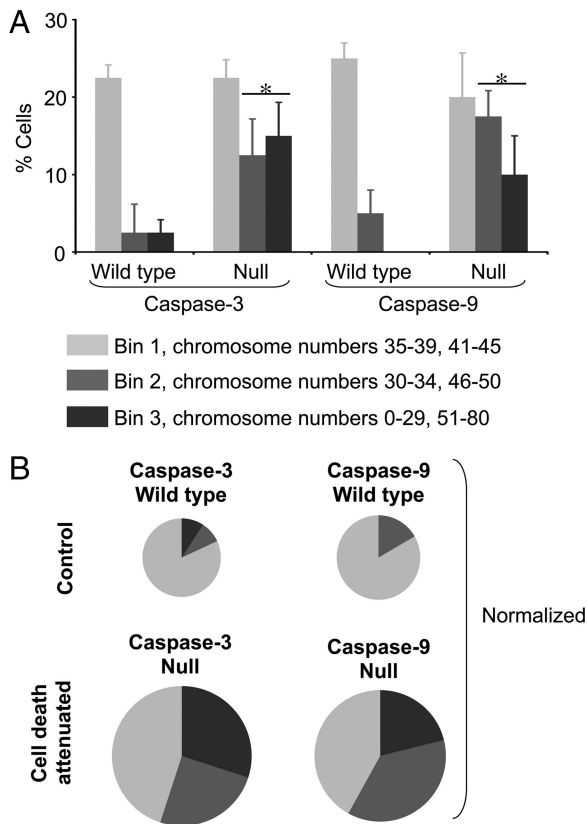 A
% Cells
30
20
10
0
*
*
Wild type
Null
Wild type
Null
Caspase-3
Caspase-9
Bin 1, chromosome numbers 35-39, 41-45
Bin 2, chromosome numbers 30-34, 46-50
Bin 3, chromosome numbers 0-29, 51-80
B
Caspase-3
Wild type
Caspase-9
Wild type
Control
Normalized
Caspase-3
Null
Caspase-9
Null
Cell death
attenuated